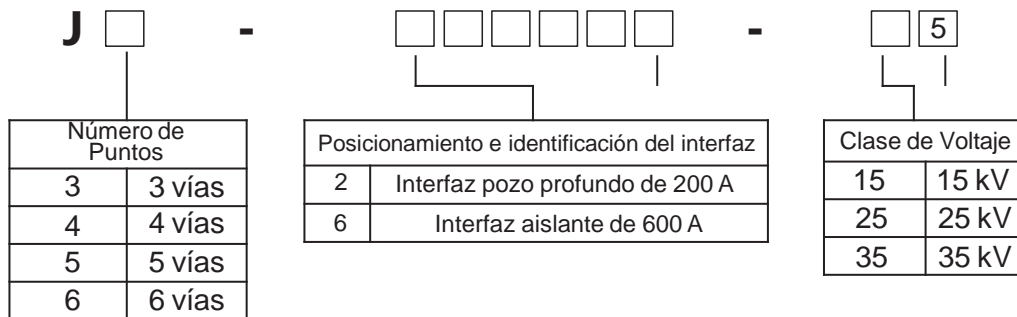 J - - 5
Número de
Puntos
3 3 vías
4 4 vías
5 5 vías
6 6 vías
Posicionamiento e identificación del interfaz
2 Interfaz pozo profundo de 200 A
6 Interfaz aislante de 600 A
Clase de Voltaje
15 15 kV
25 25 kV
35 35 kV